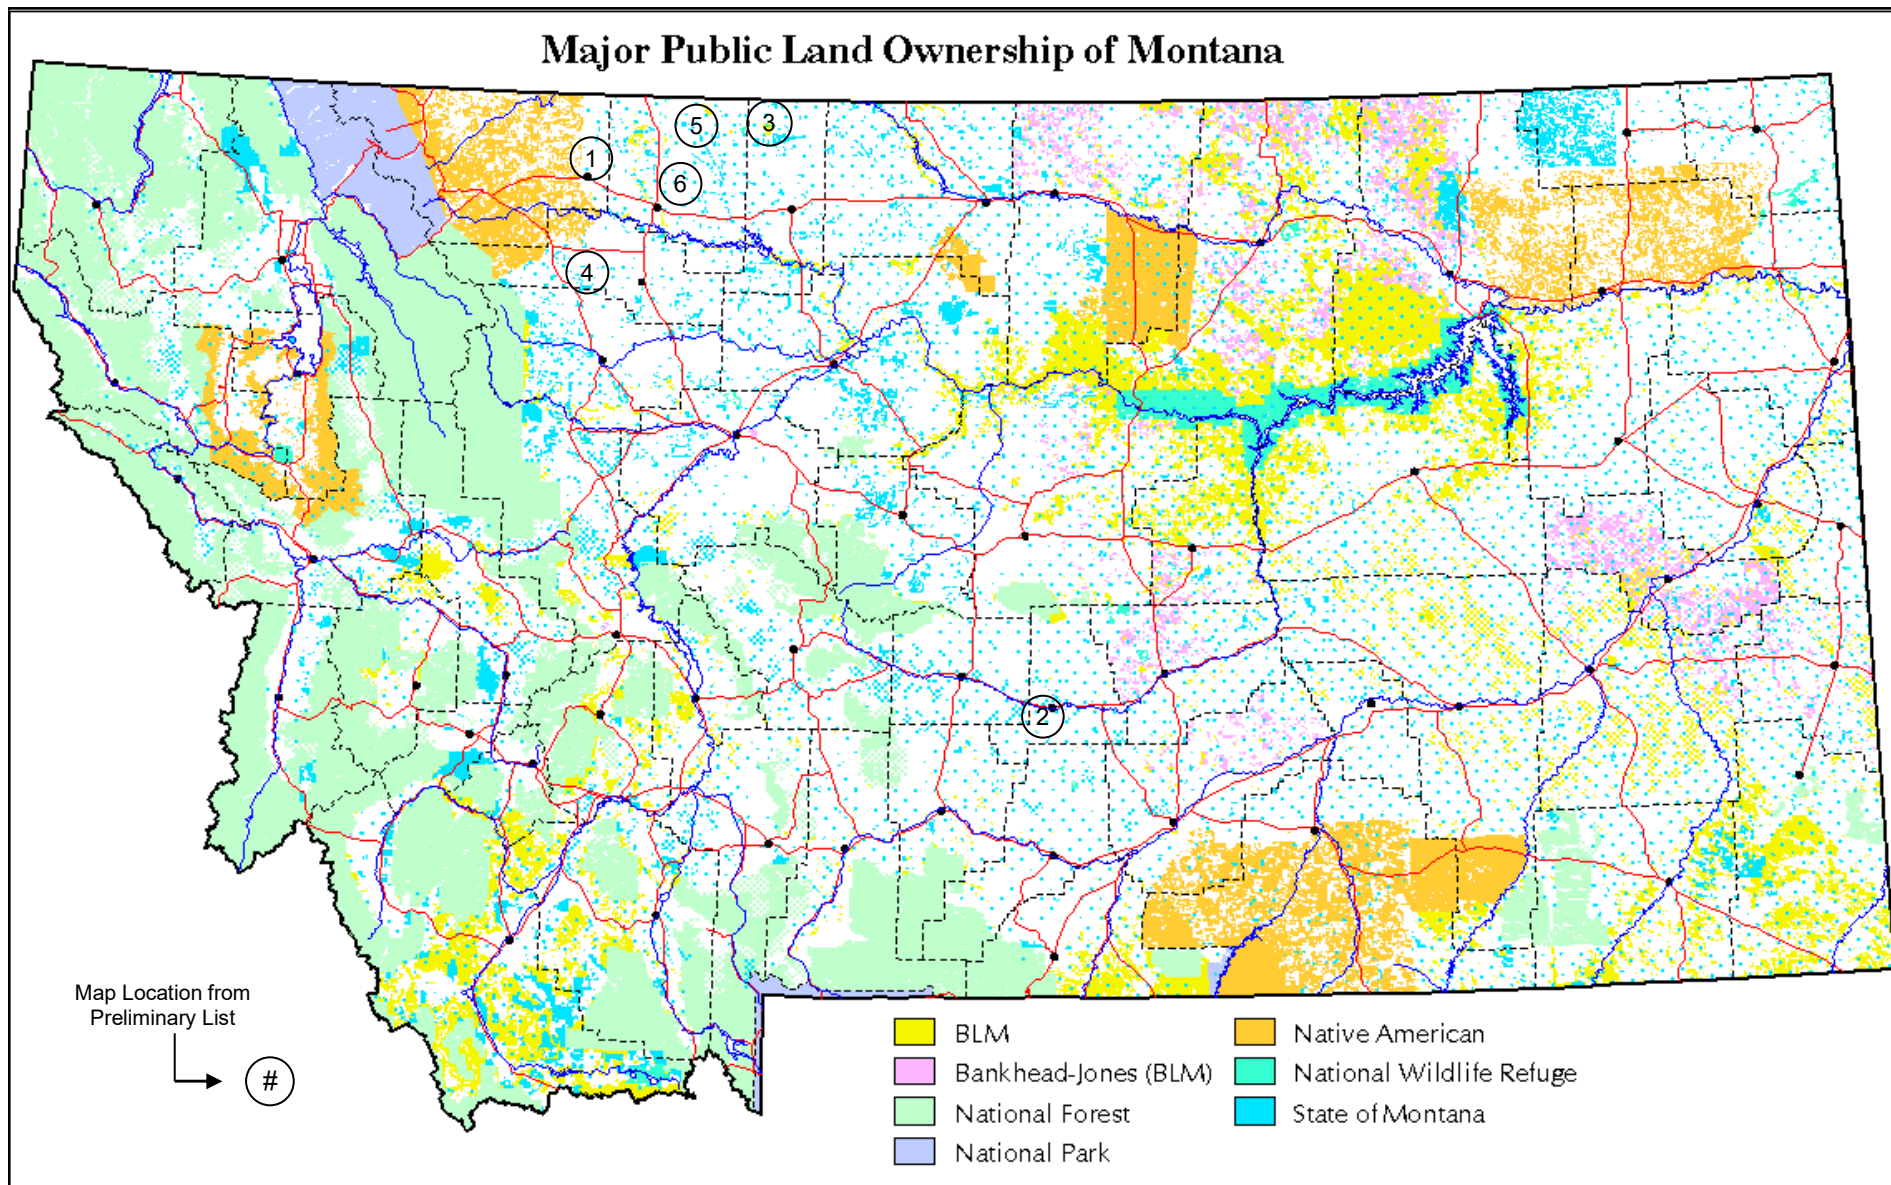 Major Public Land Ownership of Montana
5
3
1
6
4
2
Map Location from
Preliminary List
#
BLM
Bankhead-Jones (BLM)
National Forest
National Park
Native American
National Wildlife Refuge
State of Montana